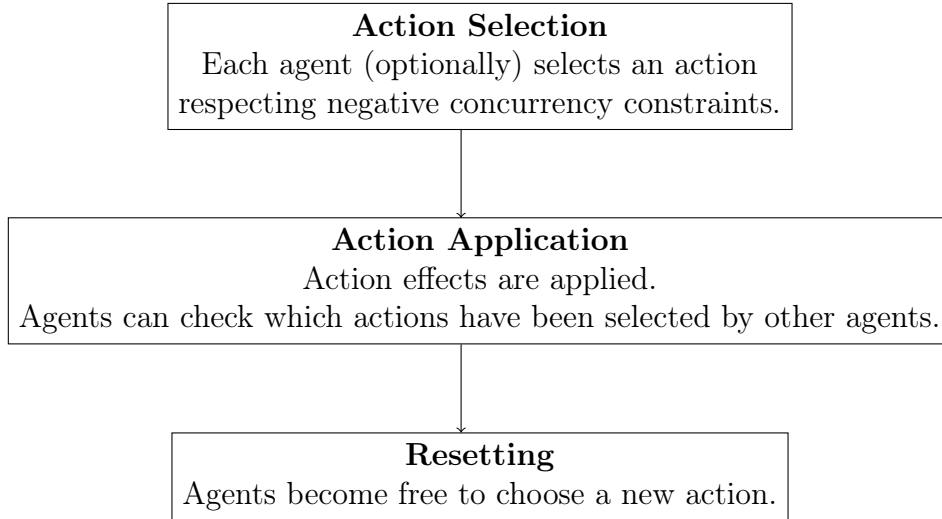 Action Selection
Each agent (optionally) selects an action
respecting negative concurrency constraints.
Action Application
Action effects are applied.
Agents can check which actions have been selected by other agents.
Resetting
Agents become free to choose a new action.